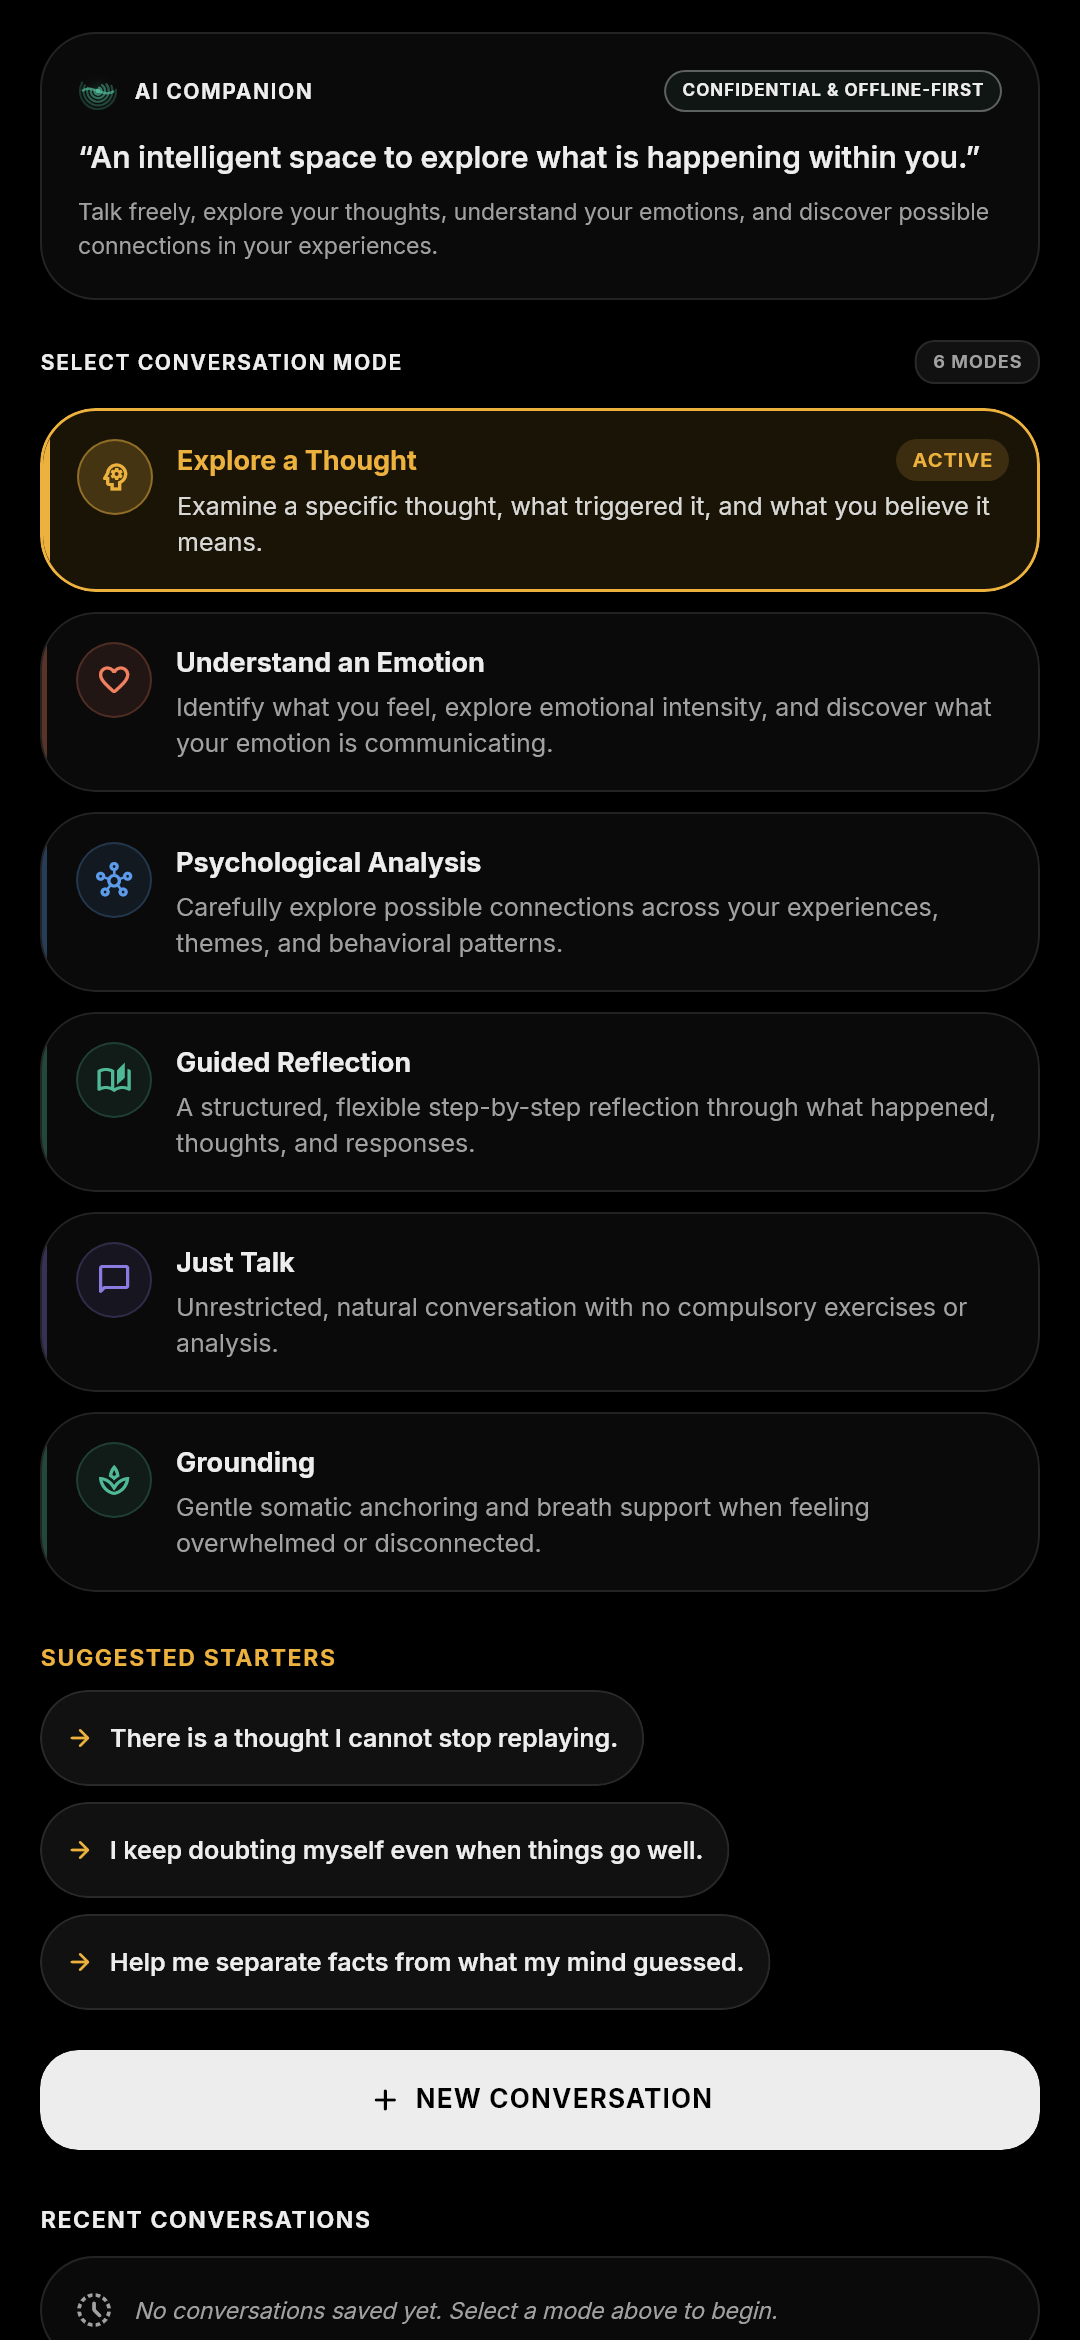 AI COMPANION
CONFIDENTIAL & OFFLINE-FIRST
“An intelligent space to explore what is happening within you.”
Talk freely, explore your thoughts, understand your emotions, and discover possible
connections in your experiences.
SELECT CONVERSATION MODE
6 MODES
Explore a Thought
ACTIVE
Examine a specific thought, what triggered it, and what you believe it
means.
Understand an Emotion
Identify what you feel, explore emotional intensity, and discover what
your emotion is communicating.
Psychological Analysis
Carefully explore possible connections across your experiences,
themes, and behavioral patterns.
Guided Reflection
A structured, flexible step-by-step reflection through what happened,
thoughts, and responses.
Just Talk
Unrestricted, natural conversation with no compulsory exercises or
analysis.
Grounding
Gentle somatic anchoring and breath support when feeling
overwhelmed or disconnected.
SUGGESTED STARTERS
There is a thought I cannot stop replaying.
I keep doubting myself even when things go well.
Help me separate facts from what my mind guessed.
NEW CONVERSATION
RECENT CONVERSATIONS
No conversations saved yet. Select a mode above to begin.